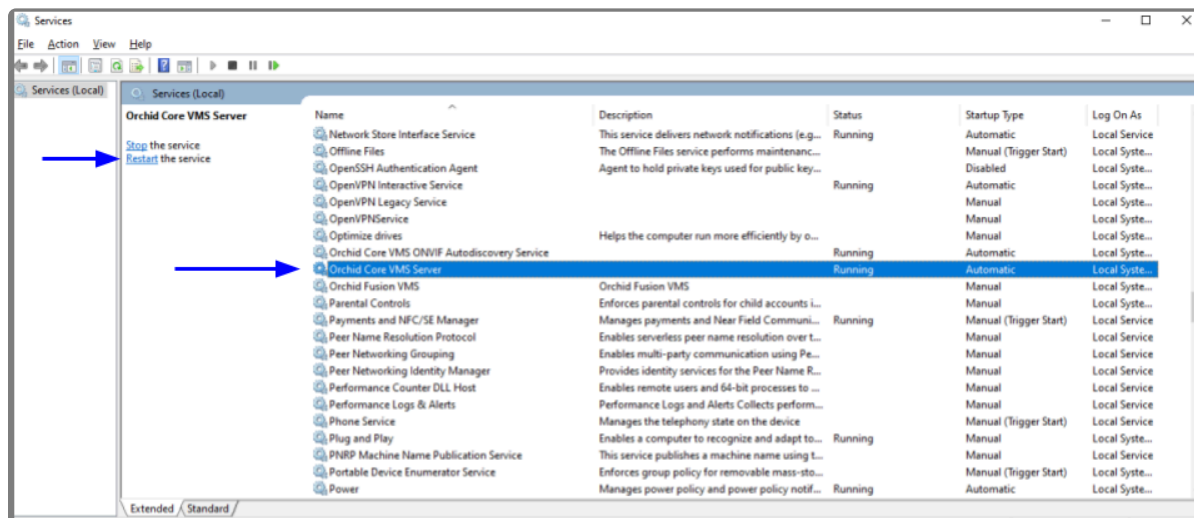 Services
File Action View Help
Services (Local)
Services (Local)
Orchid Core VMS Server
Stop the service
Restart the service
Name Description Status Startup Type Log On As
Network Store Interface Service This service delivers network notifications (e.g... Running Automatic Local Service
Offline Files The Offline Files service performs maintenanc... Manual (Trigger Start) Local Syste...
OpenSSH Authentication Agent Agent to hold private keys used for public key... Disabled Local Syste...
OpenVPN Interactive Service Running Automatic Local Syste...
OpenVPN Legacy Service Manual Local Syste...
OpenVPNService Manual Local Syste...
Optimize drives Helps the computer run more efficiently by o... Manual Local Syste...
Orchid Core VMS ONVIF Autodiscovery Service Running Automatic Local Syste...
Orchid Core VMS Server Running Automatic Local Syste...
Orchid Fusion VMS Orchid Fusion VMS Manual Local Syste...
Parental Controls Enforces parental controls for child accounts i... Manual Local Syste...
Payments and NFC/SE Manager Manages payments and Near Field Communi... Running Manual (Trigger Start) Local Service
Peer Name Resolution Protocol Enables serverless peer name resolution over t... Manual Local Service
Peer Networking Grouping Enables multi-party communication using Pe... Manual Local Service
Peer Networking Identity Manager Provides identity services for the Peer Name R... Manual Local Service
Performance Counter DLL Host Enables remote users and 64-bit processes to ... Manual Local Service
Performance Logs & Alerts Performance Logs and Alerts Collects perform... Manual Local Service
Phone Service Manages the telephony state on the device Manual (Trigger Start) Local Service
Plug and Play Enables a computer to recognize and adapt to... Running Manual Local Syste...
PNRP Machine Name Publication Service This service publishes a machine name using t... Manual Local Service
Portable Device Enumerator Service Enforces group policy for removable mass-sto... Manual (Trigger Start) Local Syste...
Power Manages power policy and power policy notif... Running Automatic Local Syste...
Extended Standard